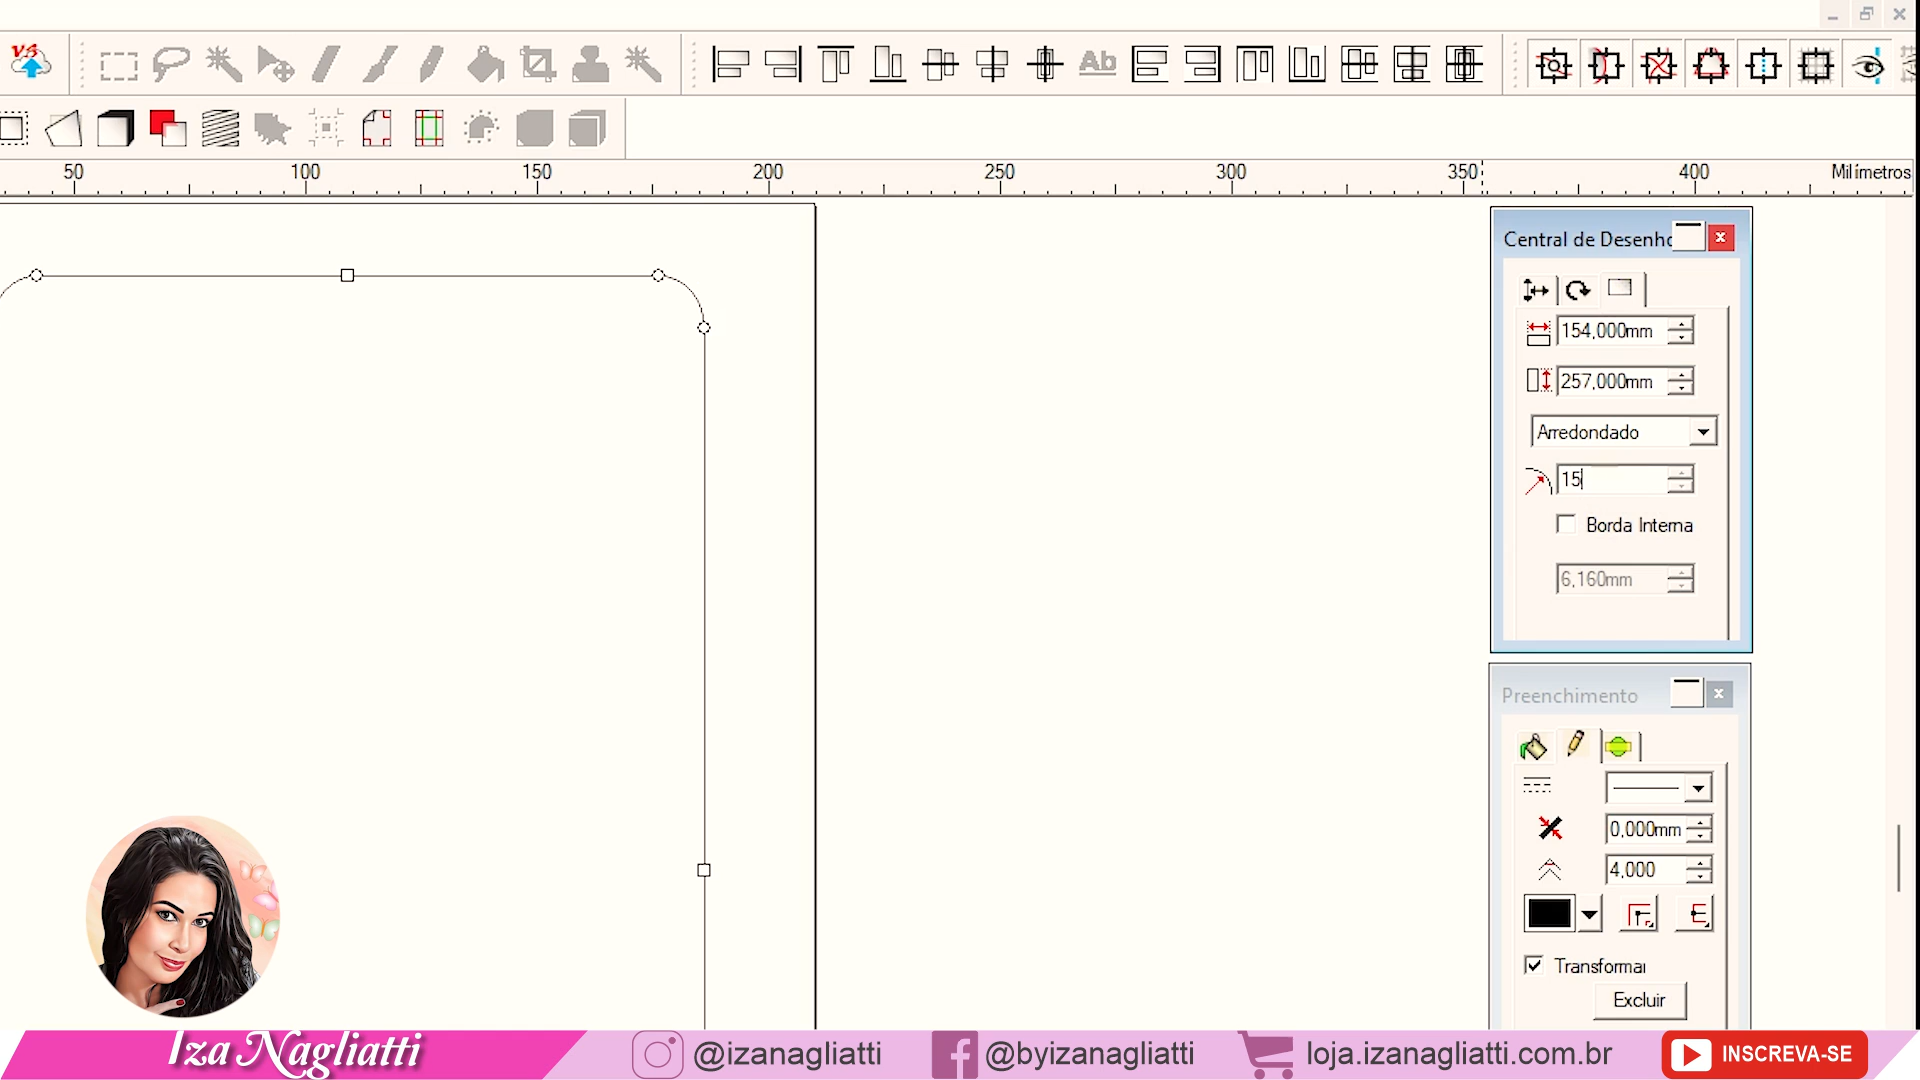 VS
Ab
50 100 150 200 250 300 350 400 Milímetros
Central de Desenho
154,000mm
257,000mm
Arredondado
15
Borda Interna
6,160mm
Preenchimento
0,000mm
4,000
Transformar
Excluir
Iza Nagliatti @izanagliatti @byizanagliatti loja.izanagliatti.com.br INSCREVA-SE